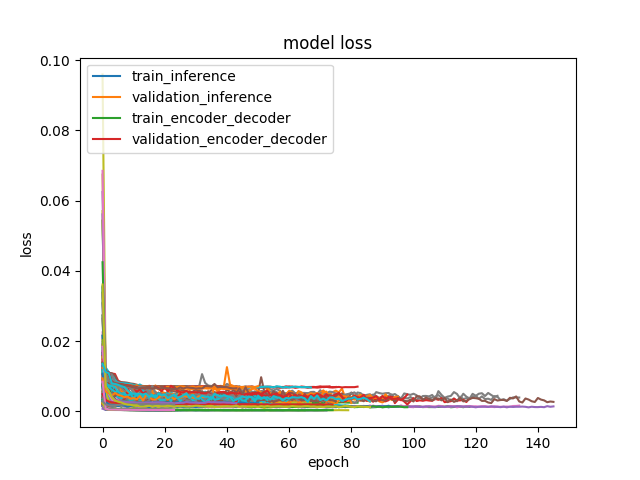 model loss
train_inference
validation_inference
train_encoder_decoder
validation_encoder_decoder
0.10
0.08
0.06
0.04
0.02
0.00
loss
0 20 40 60 80 100 120 140
epoch